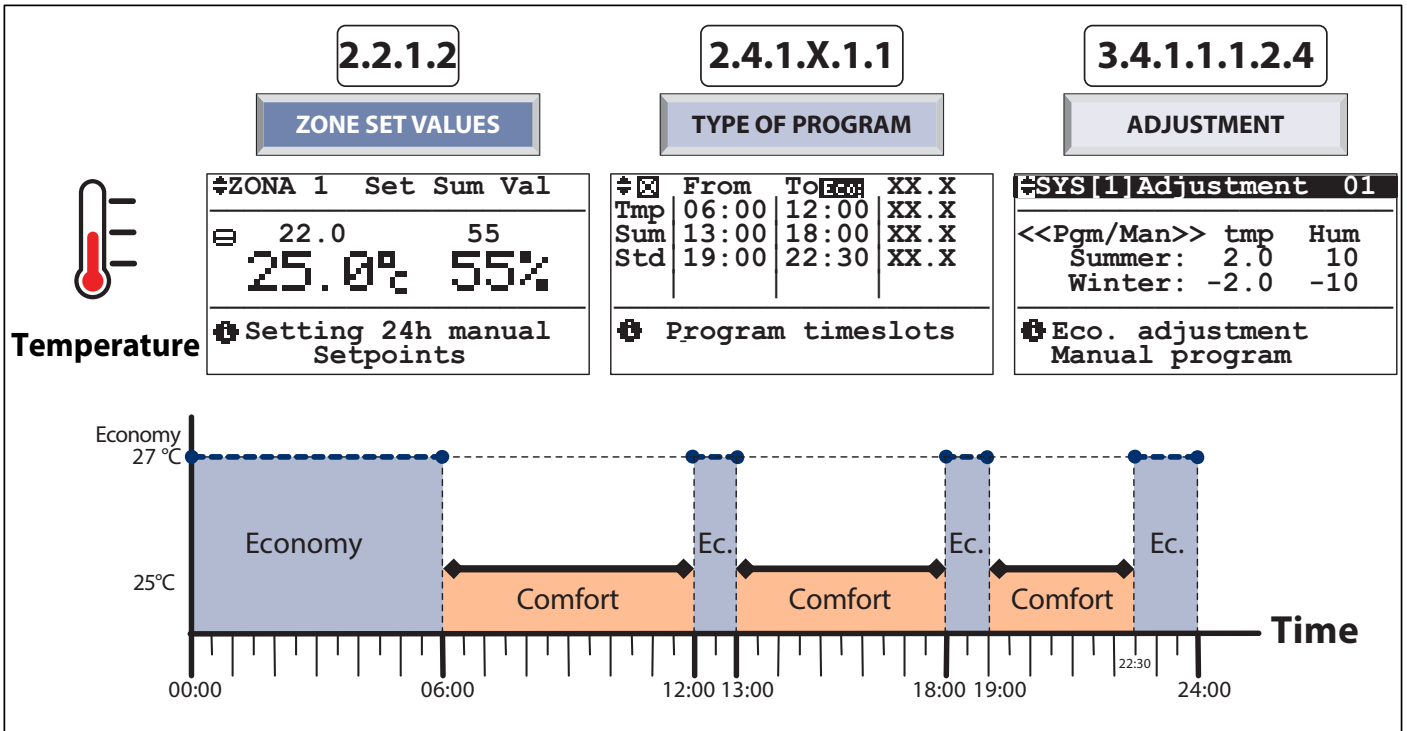 2.2.1.2 2.4.1.X.1.1 3.4.1.1.1.2.4
ZONE SET VALUES TYPE OF PROGRAM ADJUSTMENT
ZONA 1 Set Sum Val
22.0 55
25.0°c 55%
Setting 24h manual
Setpoints
From To Eco: XX.X
Tmp 06:00 12:00 XX.X
Sum 13:00 18:00 XX.X
Std 19:00 22:30 XX.X
Program timeslots
SYS[1]Adjustment 01
<<Pgm/Man>> tmp Hum
Summer: 2.0 10
Winter: -2.0 -10
Eco. adjustment
Manual program
Temperature
Economy
27 °C
25°C
Economy Comfort Ec. Comfort Ec. Comfort Ec.
Time
22:30
00:00 06:00 12:00 13:00 18:00 19:00 24:00